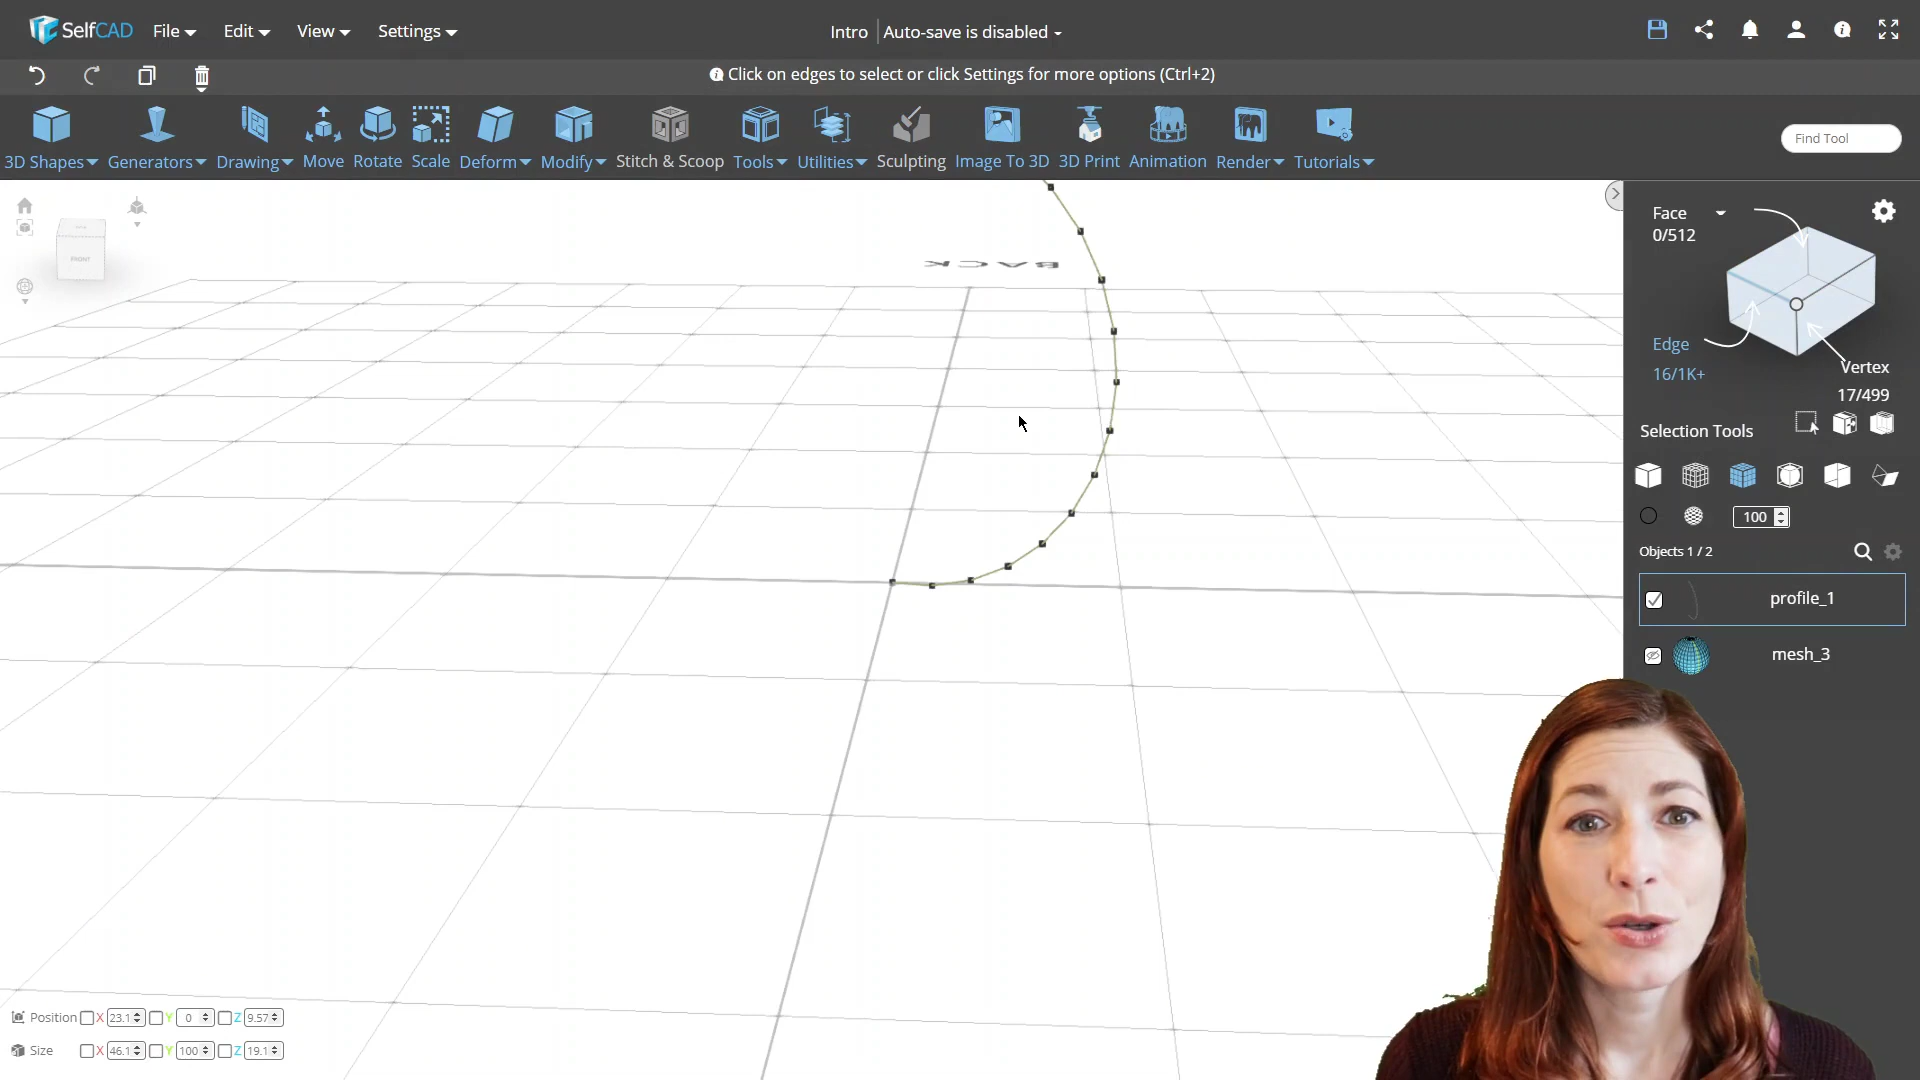 SelfCAD File Edit View Settings Intro Auto-save is disabled
Click on edges to select or click Settings for more options (Ctrl+2)
3D Shapes Generators Drawing Move Rotate Scale Deform Modify Stitch & Scoop Tools Utilities Sculpting Image To 3D 3D Print Animation Render Tutorials Find Tool
FRONT
BACK
Face
0/512
Edge
16/1K+
Vertex
17/499
Selection Tools
100
Objects 1 / 2
profile_1
mesh_3
Position X 23.1 Y 0 Z 9.57
Size X 46.1 Y 100 Z 19.1